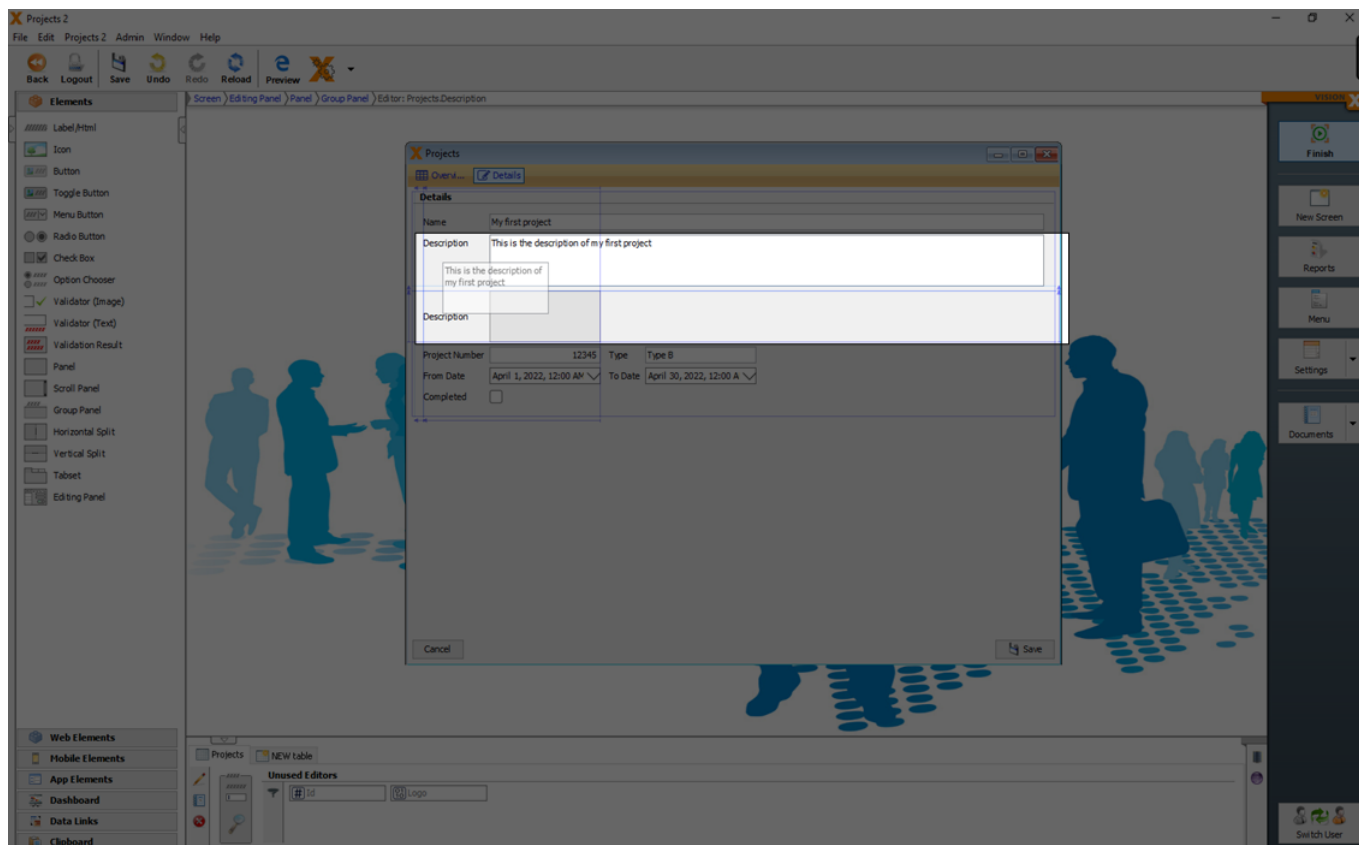 Projects 2
File Edit Projects 2 Admin Window Help
Back Logout Save Undo Redo Reload Preview
Elements
Screen Editing Panel Panel Group Panel Editor: Projects.Description
VISION
Label/Html
Icon
Button
Toggle Button
Menu Button
Radio Button
Check Box
Option Chooser
Validator (Image)
Validator (Text)
Validation Result
Panel
Scroll Panel
Group Panel
Horizontal Split
Vertical Split
Tabset
Editing Panel
Web Elements
Mobile Elements
App Elements
Dashboard
Data Links
Clipboard
Projects
Overvi... Details
Details
Name My first project
Description This is the description of my first project
This is the description of
my first project
Description
Project Number 12345 Type Type B
From Date April 1, 2022, 12:00 AM To Date April 30, 2022, 12:00 A
Completed
Cancel Save
Projects NEW table
Unused Editors
Id Logo
Finish
New Screen
Reports
Menu
Settings
Documents
Switch User